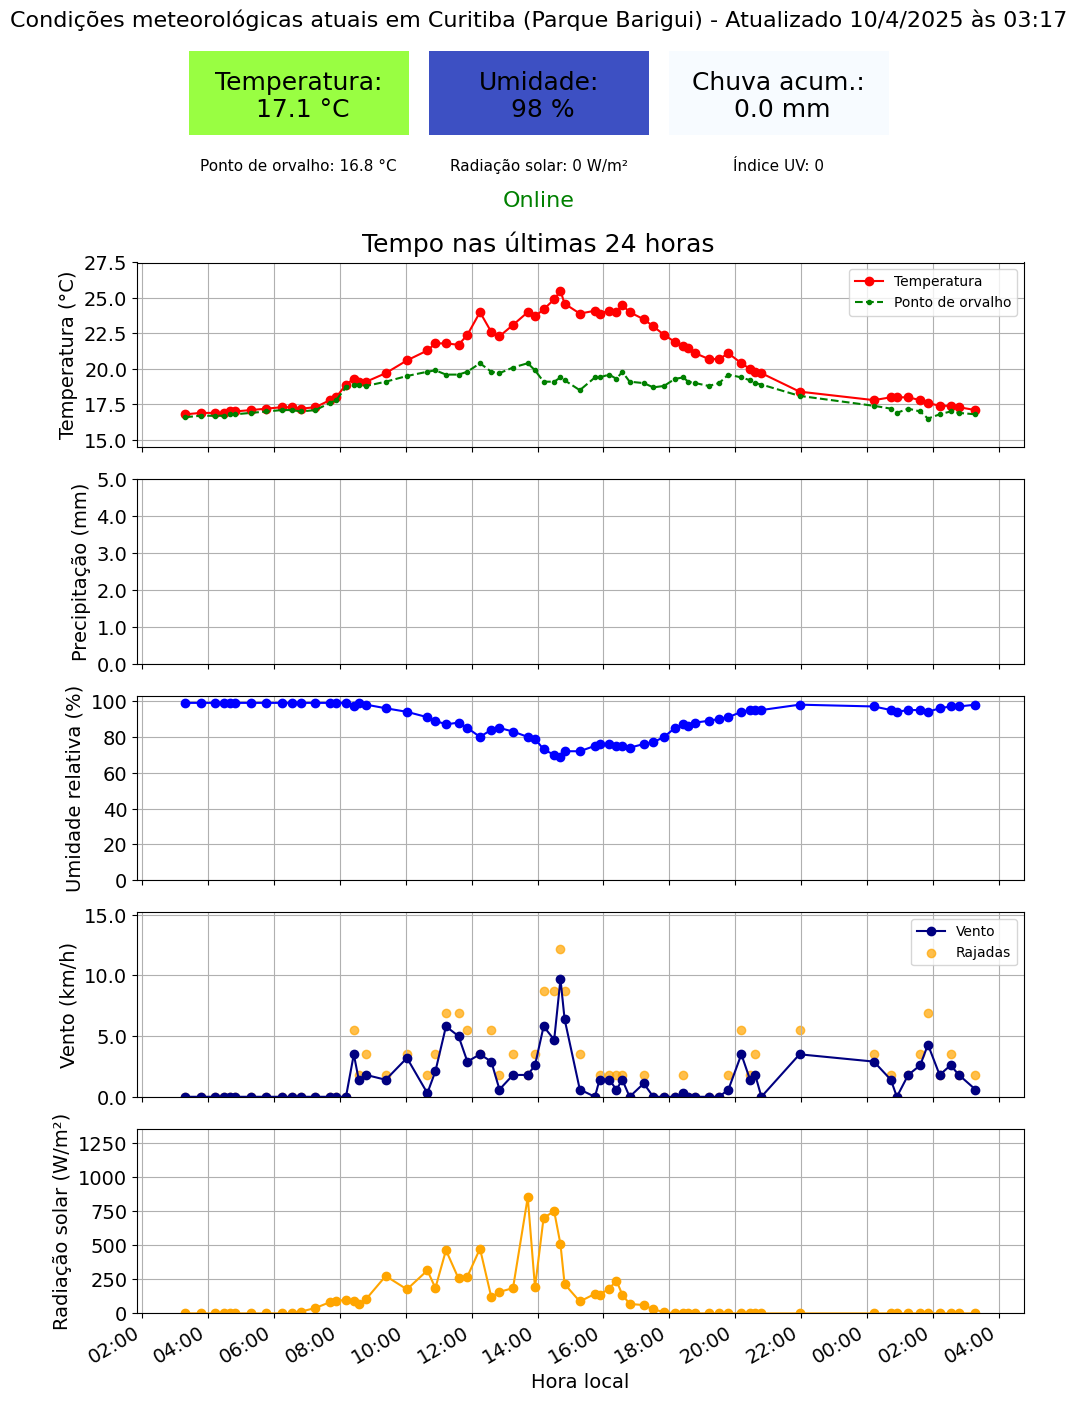 Condições meteorológicas atuais em Curitiba (Parque Barigui) - Atualizado 10/4/2025 às 03:17
Temperatura:
17.1 °C
Umidade:
98 %
Chuva acum.:
0.0 mm
Ponto de orvalho: 16.8 °C
Radiação solar: 0 W/m²
Índice UV: 0
Online
Tempo nas últimas 24 horas
Temperatura (°C)
27.5
25.0
22.5
20.0
17.5
15.0
Temperatura
Ponto de orvalho
Precipitação (mm)
5.0
4.0
3.0
2.0
1.0
0.0
Umidade relativa (%)
100
80
60
40
20
0
Vento (km/h)
15.0
10.0
5.0
0.0
Vento
Rajadas
Radiação solar (W/m²)
1250
1000
750
500
250
0
02:00
04:00
06:00
08:00
10:00
12:00
14:00
16:00
18:00
20:00
22:00
00:00
02:00
04:00
Hora local